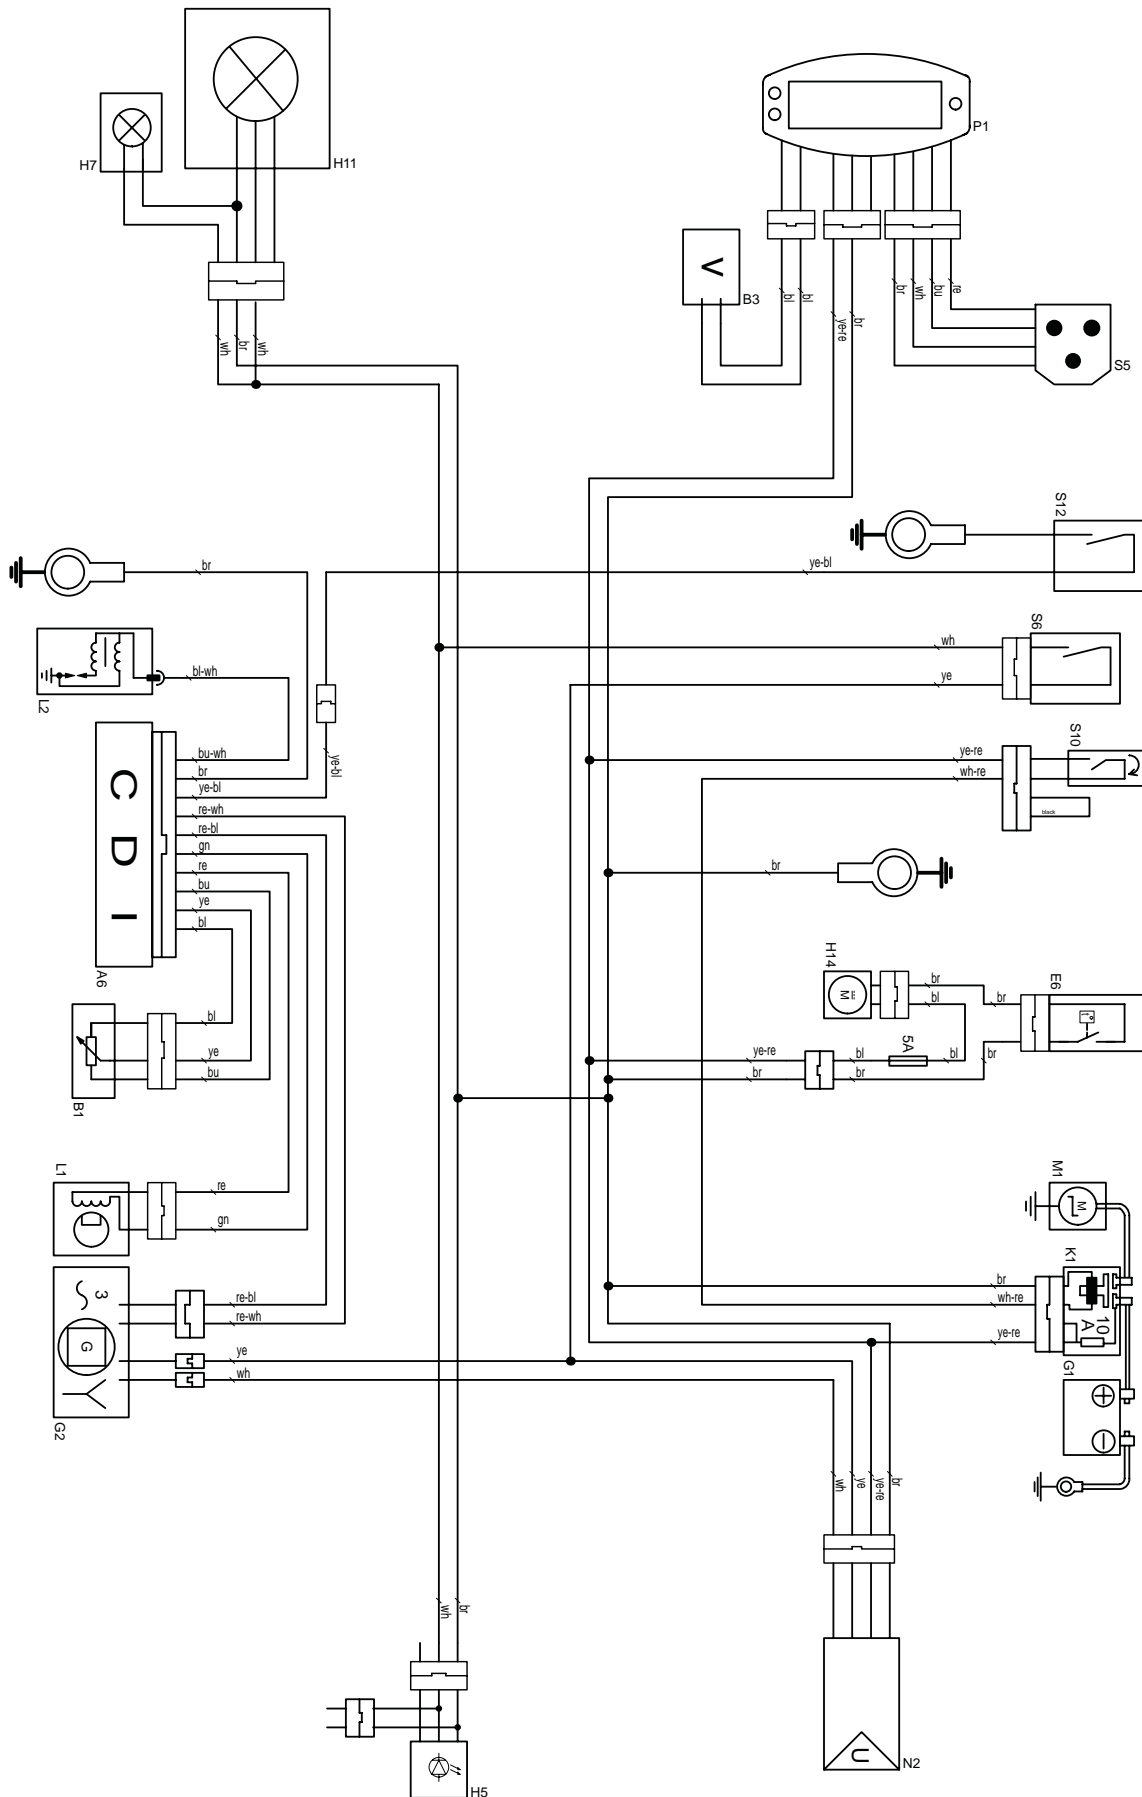 H7
H11
P1
V
B3
bl
bl
ye-re
br
br
wh
bu
re
S5
wh
br
wh
S12
br
ye-bl
S6
wh
ye
L2
bl-wh
ye-bl
S10
ye-re
wh-re
black
C D I
A6
bu-wh
br
ye-bl
re-wh
re-bl
gn
re
bu
ye
bl
br
H14
M
br
bl
E6
br
t°
5A
ye-re
br
bl
br
bl
br
B1
bl
ye
bu
L1
re
gn
M1
M
K1
br
wh-re
ye-re
10 A
G2
3
G
re-bl
re-wh
ye
wh
G1
+
−
wh
ye
ye-re
br
U
N2
wh
br
H5